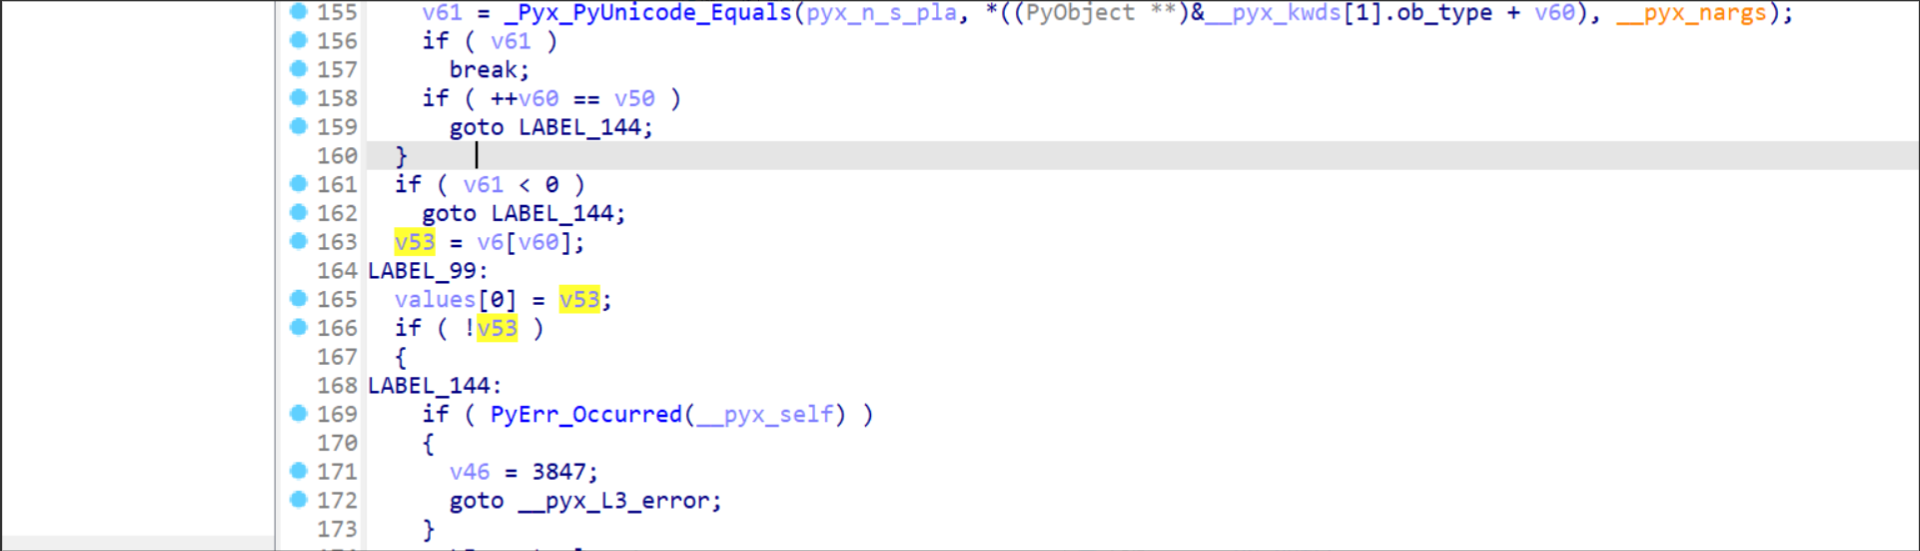 155 v61 = _Pyx_PyUnicode_Equals(pyx_n_s_pla, *((PyObject **)&__pyx_kwds[1].ob_type + v60), __pyx_nargs);
156 if ( v61 )
157 break;
158 if ( ++v60 == v50 )
159 goto LABEL_144;
160 }
161 if ( v61 < 0 )
162 goto LABEL_144;
163 v53 = v6[v60];
164 LABEL_99:
165 values[0] = v53;
166 if ( !v53 )
167 {
168 LABEL_144:
169 if ( PyErr_Occurred(__pyx_self) )
170 {
171 v46 = 3847;
172 goto __pyx_L3_error;
173 }